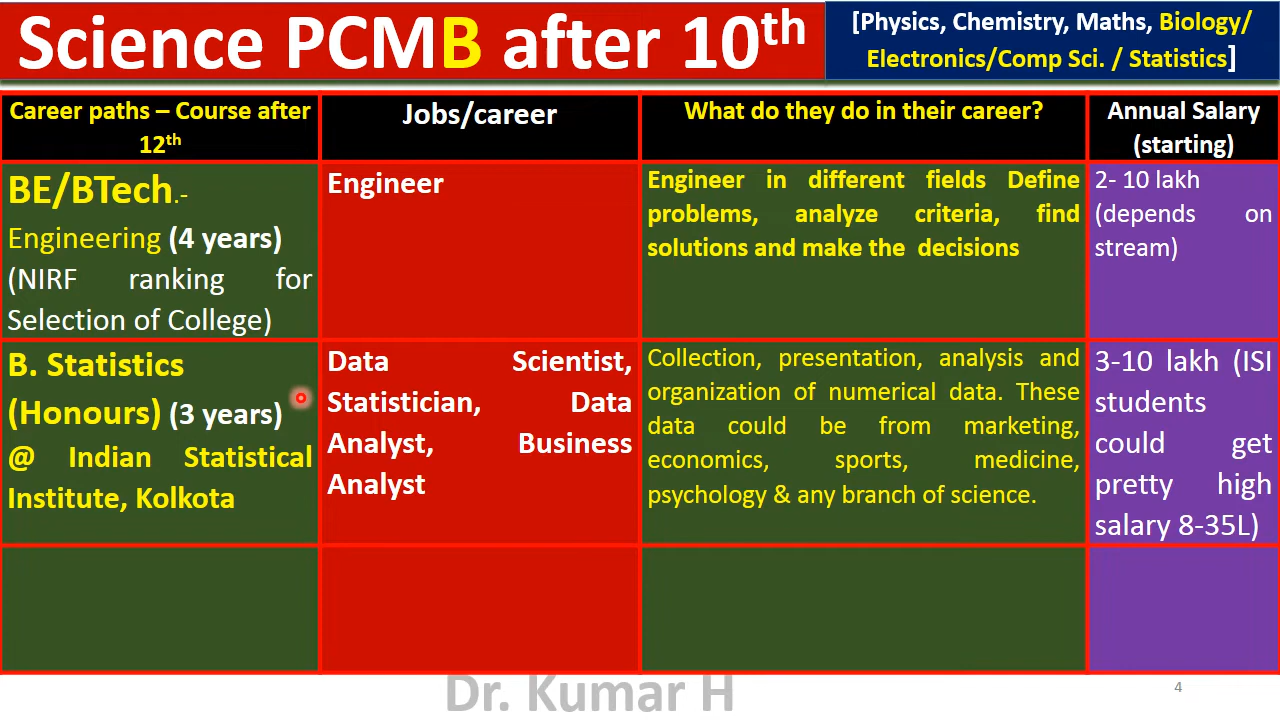 Science PCMB after 10th
[Physics, Chemistry, Maths, Biology/
Electronics/Comp Sci. / Statistics]
Career paths – Course after
12th
Jobs/career
What do they do in their career?
Annual Salary
(starting)
BE/BTech.-
Engineering (4 years)
(NIRF ranking for
Selection of College)
Engineer
Engineer in different fields Define
problems, analyze criteria, find
solutions and make the decisions
2- 10 lakh
(depends on
stream)
B. Statistics
(Honours) (3 years)
@ Indian Statistical
Institute, Kolkota
Data Scientist,
Statistician, Data
Analyst, Business
Analyst
Collection, presentation, analysis and
organization of numerical data. These
data could be from marketing,
economics, sports, medicine,
psychology & any branch of science.
3-10 lakh (ISI
students
could get
pretty high
salary 8-35L)
Dr. Kumar H
4